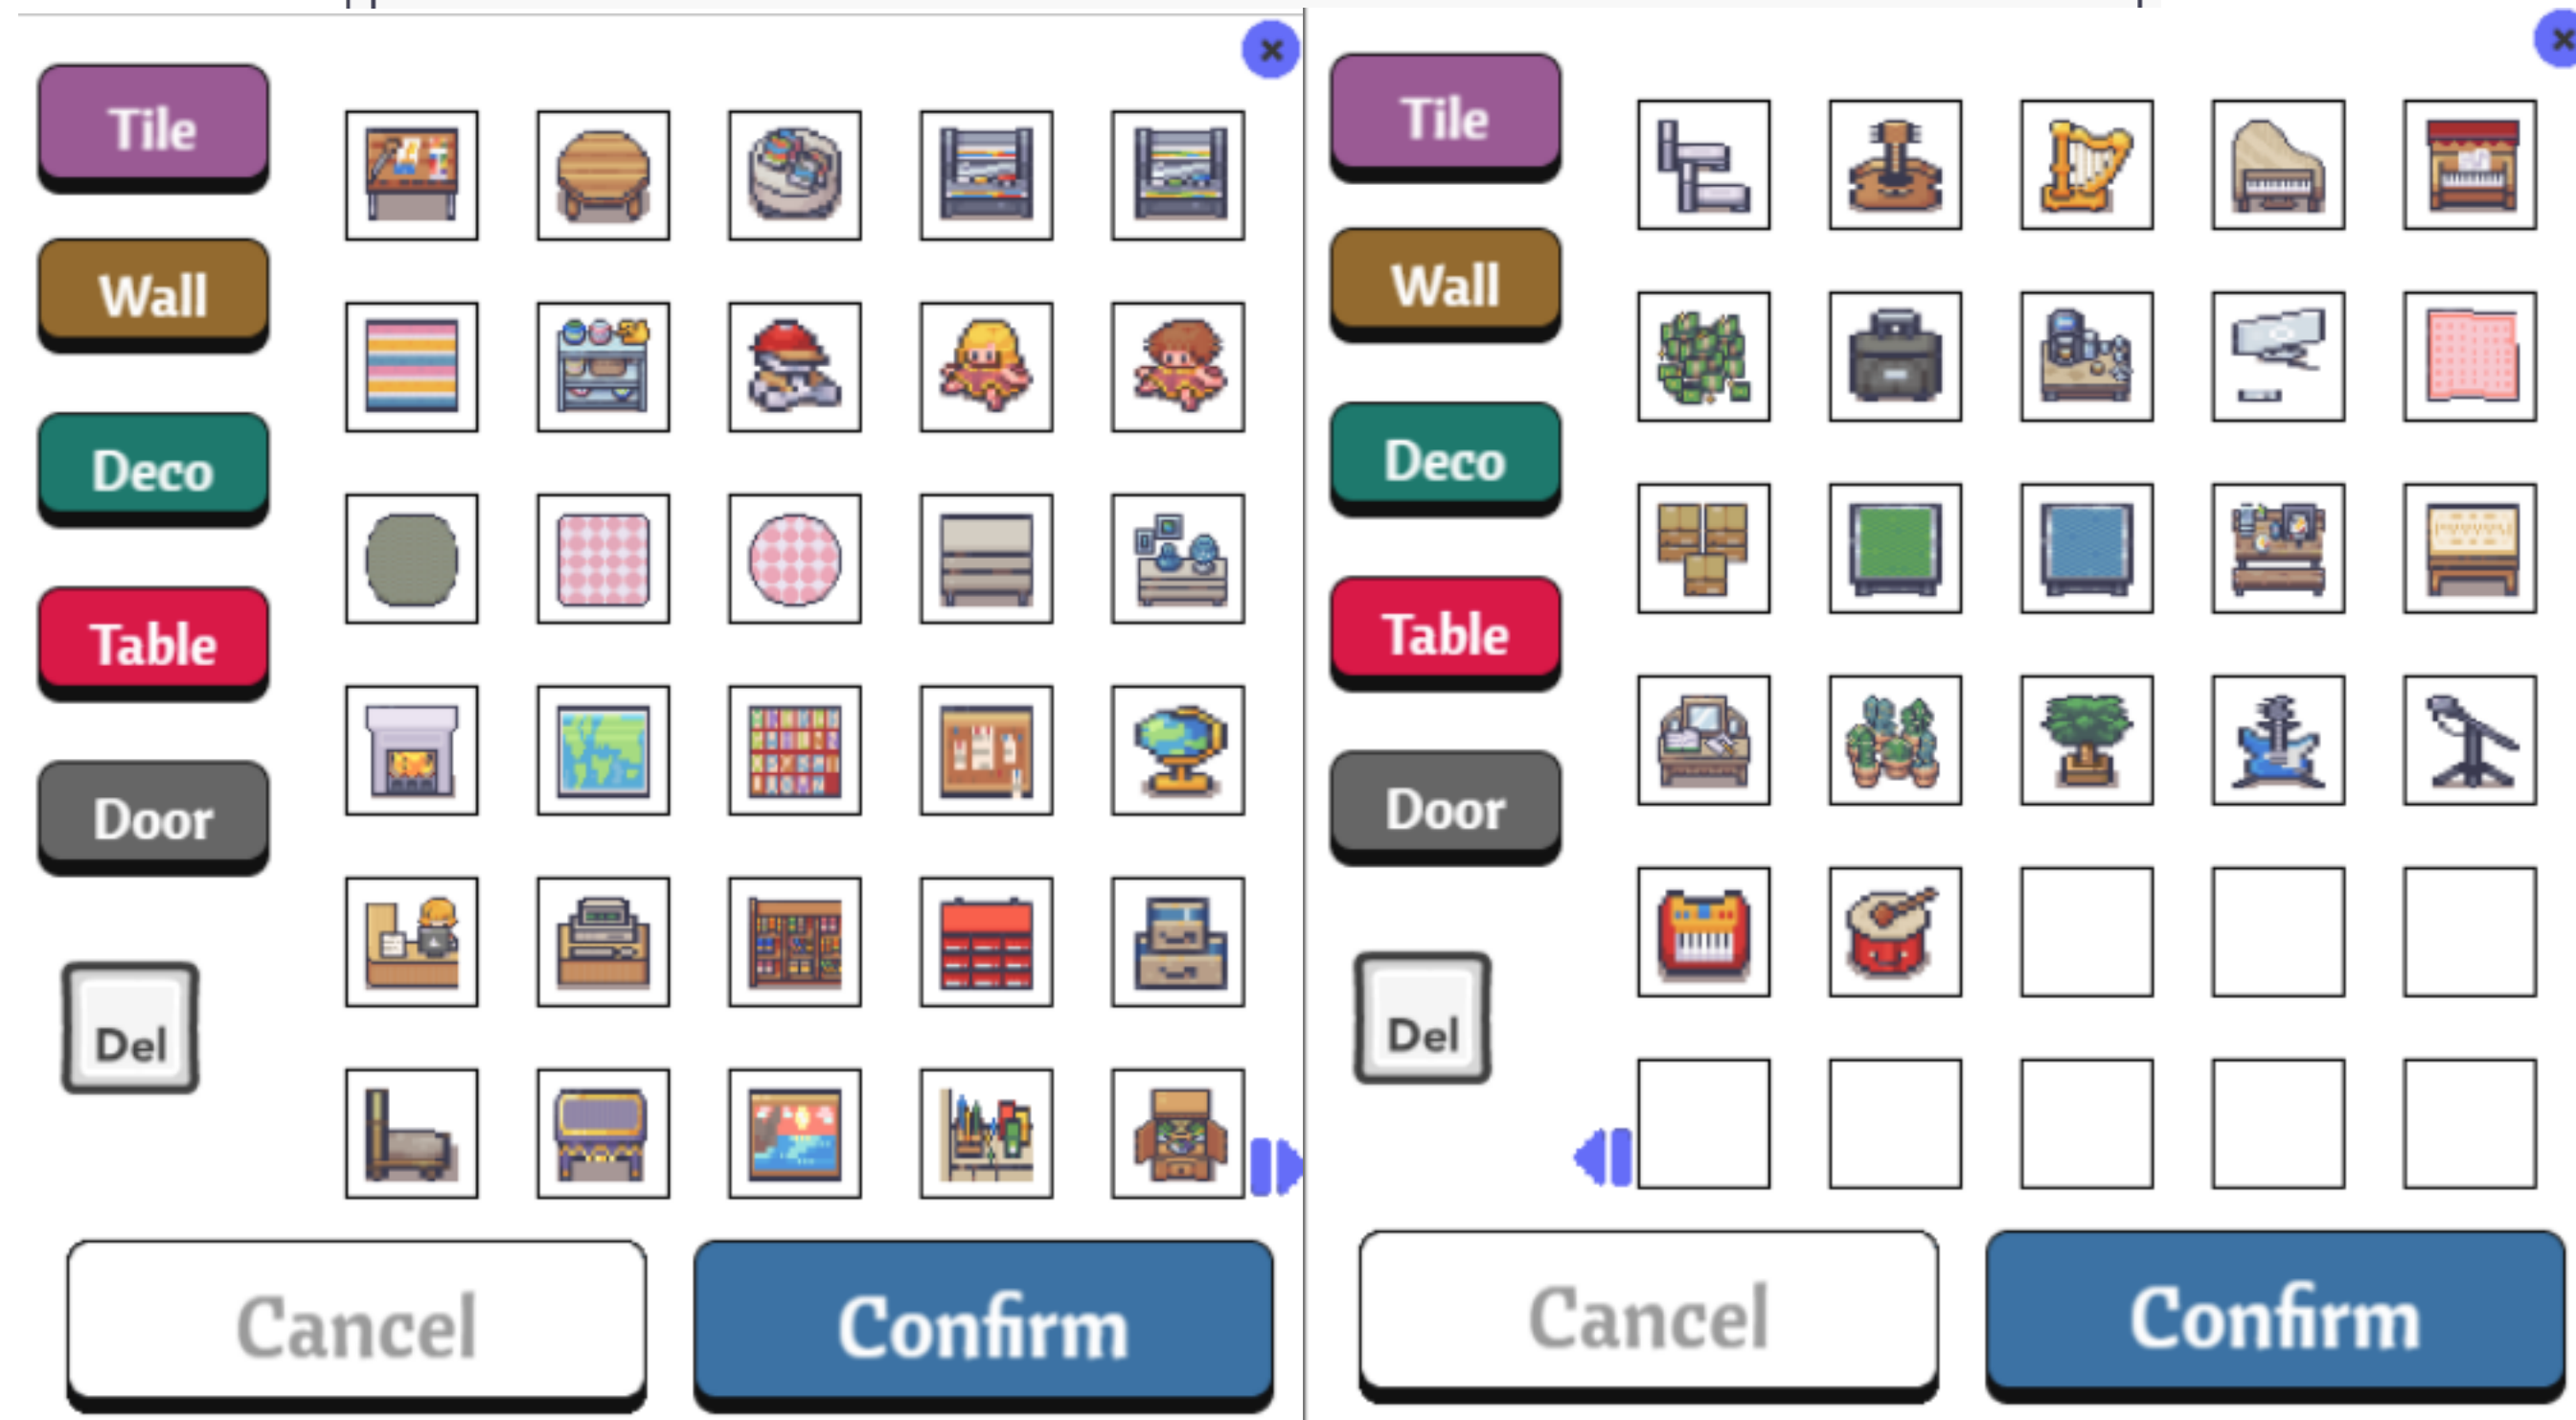 Tile
Wall
Deco
Table
Door
Del
Cancel
Confirm
Tile
Wall
Deco
Table
Door
Del
Cancel
Confirm